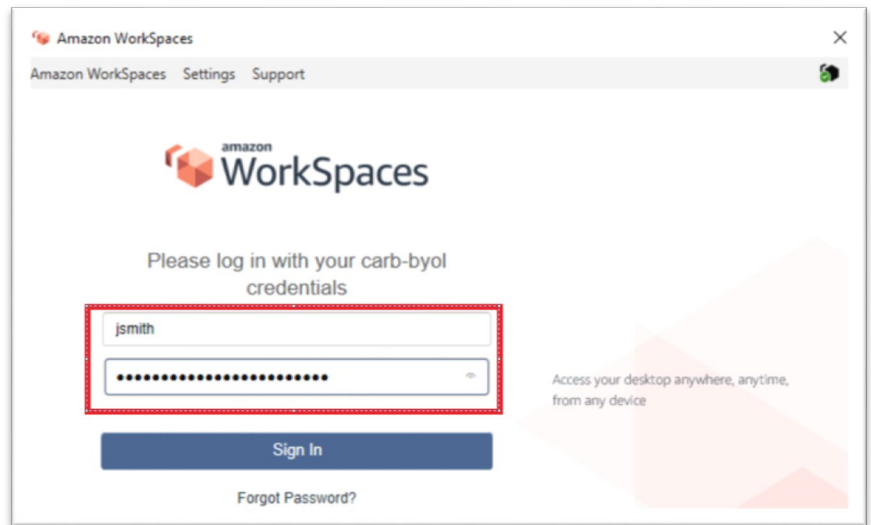 Amazon WorkSpaces
Amazon WorkSpaces Settings Support
amazon
WorkSpaces
Please log in with your carb-byol
credentials
jsmith
••••••••••••••••••••••••
Access your desktop anywhere, anytime,
from any device
Sign In
Forgot Password?